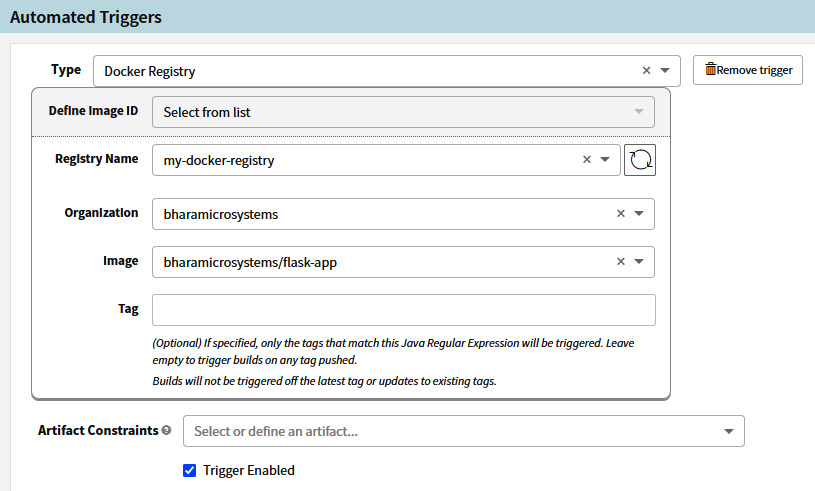 Automated Triggers
Type Docker Registry Remove trigger
Define Image ID Select from list
Registry Name my-docker-registry
Organization bharamicrosystems
Image bharamicrosystems/flask-app
Tag
(Optional) If specified, only the tags that match this Java Regular Expression will be triggered. Leave
empty to trigger builds on any tag pushed.
Builds will not be triggered off the latest tag or updates to existing tags.
Artifact Constraints Select or define an artifact...
Trigger Enabled